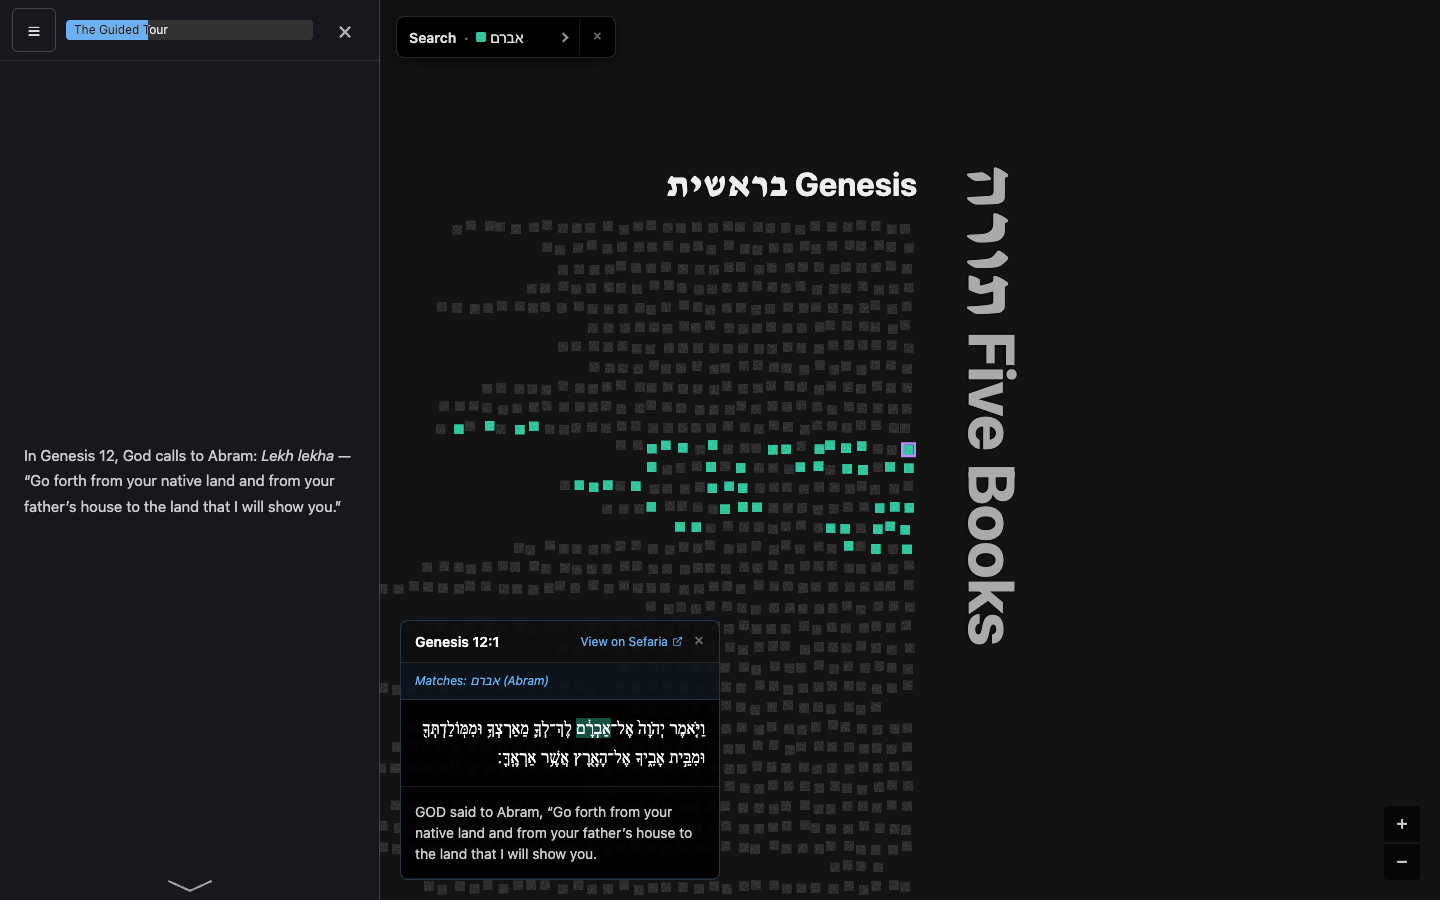 The Guided Tour
Search · אברם
Genesis בראשית
תורה Five Books
In Genesis 12, God calls to Abram: Lekh lekha —
“Go forth from your native land and from your
father’s house to the land that I will show you.”
Genesis 12:1
View on Sefaria
Matches: אברם (Abram)
וַיֹּ֤אמֶר יְהֹוָה֙ אֶל־אַבְרָ֔ם לֶךְ־לְךָ֛ מֵאַרְצְךָ֥ וּמִמּֽוֹלַדְתְּךָ֖
וּמִבֵּ֣ית אָבִ֑יךָ אֶל־הָאָ֖רֶץ אֲשֶׁ֥ר אַרְאֶֽךָּ׃
GOD said to Abram, “Go forth from your
native land and from your father’s house to
the land that I will show you.